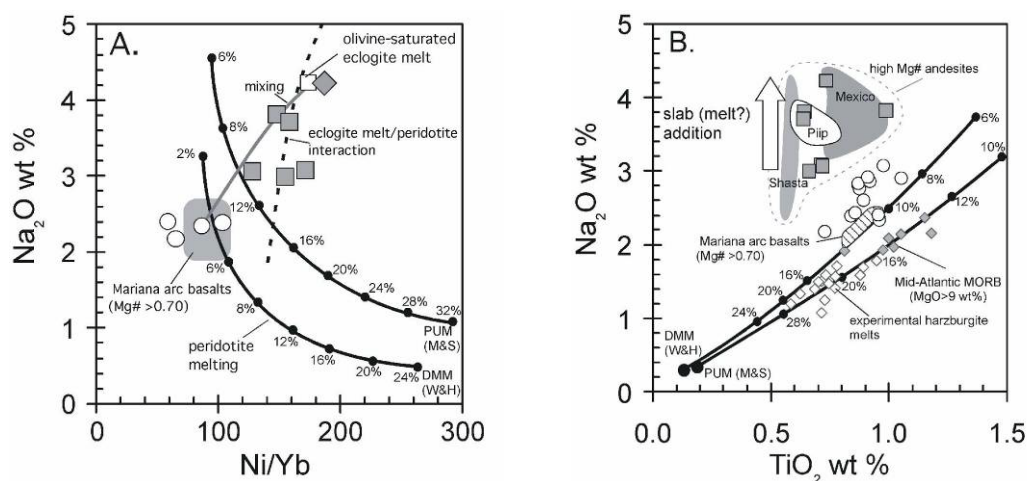 A.
5
4
3
2
1
0
Na2O wt %
0
100
200
300
Ni/Yb
6%
8%
2%
12%
16%
20%
24%
28%
32%
PUM
(M&S)
6%
8%
12%
16%
20%
24%
DMM
(W&H)
olivine-saturated
eclogite melt
mixing
eclogite melt/peridotite
interaction
Mariana arc basalts
(Mg# >0.70)
peridotite
melting
B.
5
4
3
2
1
0
Na2O wt %
0.0
0.5
1.0
1.5
TiO2 wt %
high Mg# andesites
Mexico
Piip
Shasta
slab (melt?)
addition
6%
10%
8%
12%
10%
16%
16%
20%
20%
24%
28%
Mariana arc basalts
(Mg# >0.70)
Mid-Atlantic MORB
(MgO>9 wt%)
experimental harzburgite
melts
DMM
(W&H)
PUM (M&S)